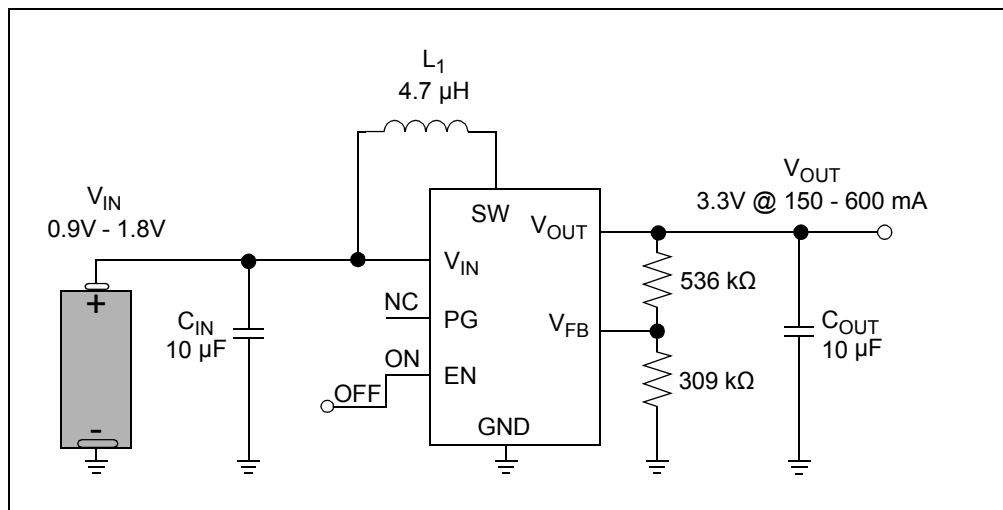 L1
4.7 µH
VIN
0.9V - 1.8V
VOUT
3.3V @ 150 - 600 mA
SW
VOUT
VIN
536 kΩ
NC
PG
VFB
CIN
10 µF
COUT
10 µF
ON
EN
OFF
309 kΩ
GND
+
-